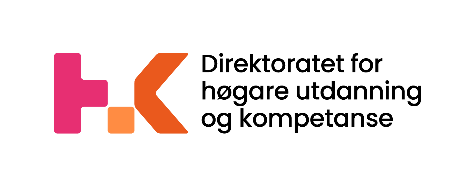 Direktoratet for
høgare utdanning
og kompetanse